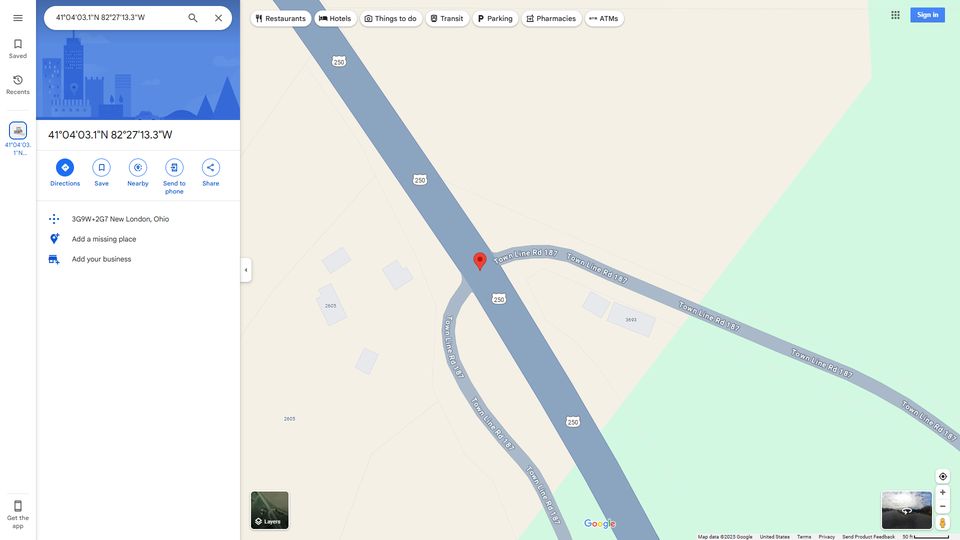 41°04'03.1"N 82°27'13.3"W
Restaurants
Hotels
Things to do
Transit
Parking
Pharmacies
ATMs
Sign in
Saved
Recents
41°04'03.
1"N...
41°04'03.1"N 82°27'13.3"W
Directions
Save
Nearby
Send to
phone
Share
3G9W+2G7 New London, Ohio
Add a missing place
Add your business
Get the
app
250
250
Town Line Rd 187
Town Line Rd 187
250
2605
3693
Town Line Rd 187
Town Line Rd 187
Town Line Rd 187
Town Line Rd 187
2605
250
Town Line Rd 187
Town Line Rd 187
Layers
Google
Map data ©2025 Google
United States
Terms
Privacy
Send Product Feedback
50 ft